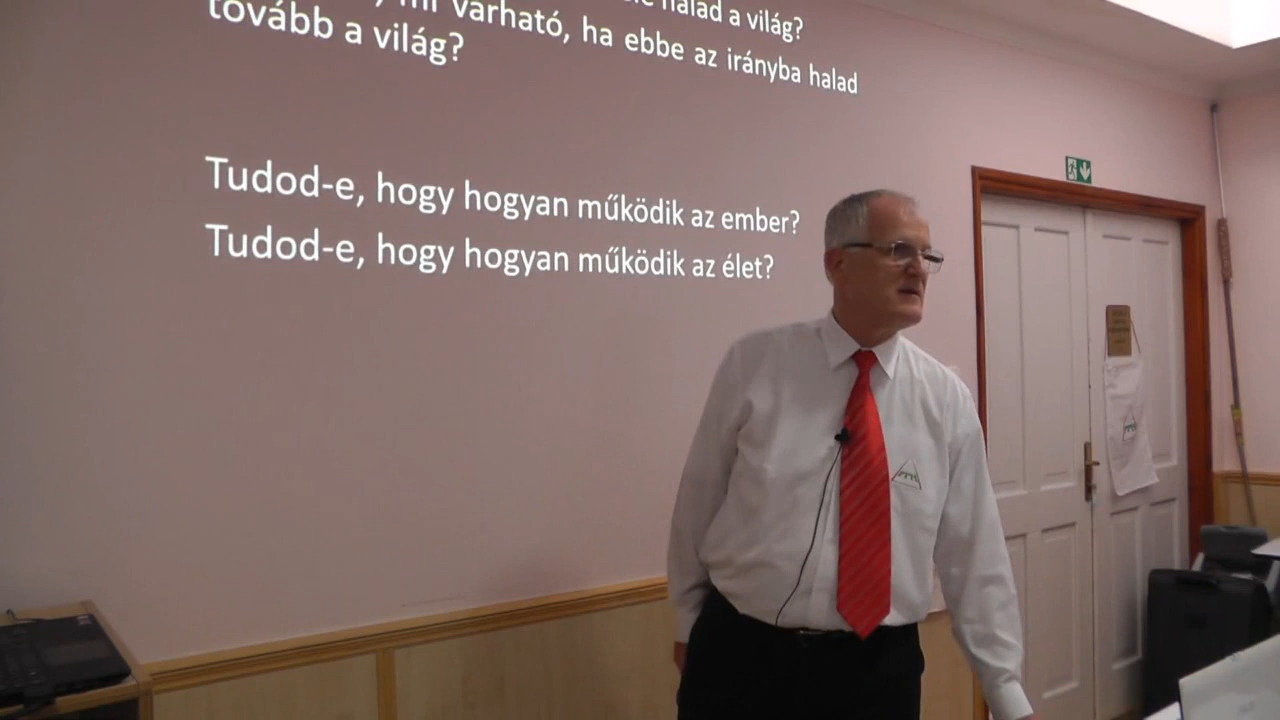 halad a világ?
mi várható, ha ebbe az irányba halad
tovább a világ?
Tudod-e, hogy hogyan működik az ember?
Tudod-e, hogy hogyan működik az élet?